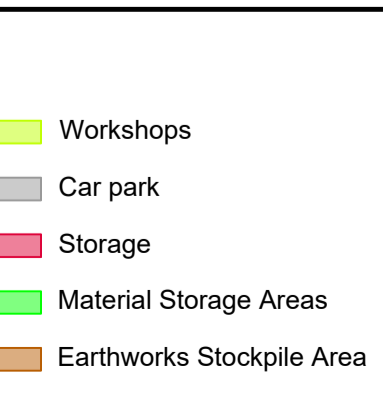 Workshops
Car park
Storage
Material Storage Areas
Earthworks Stockpile Area